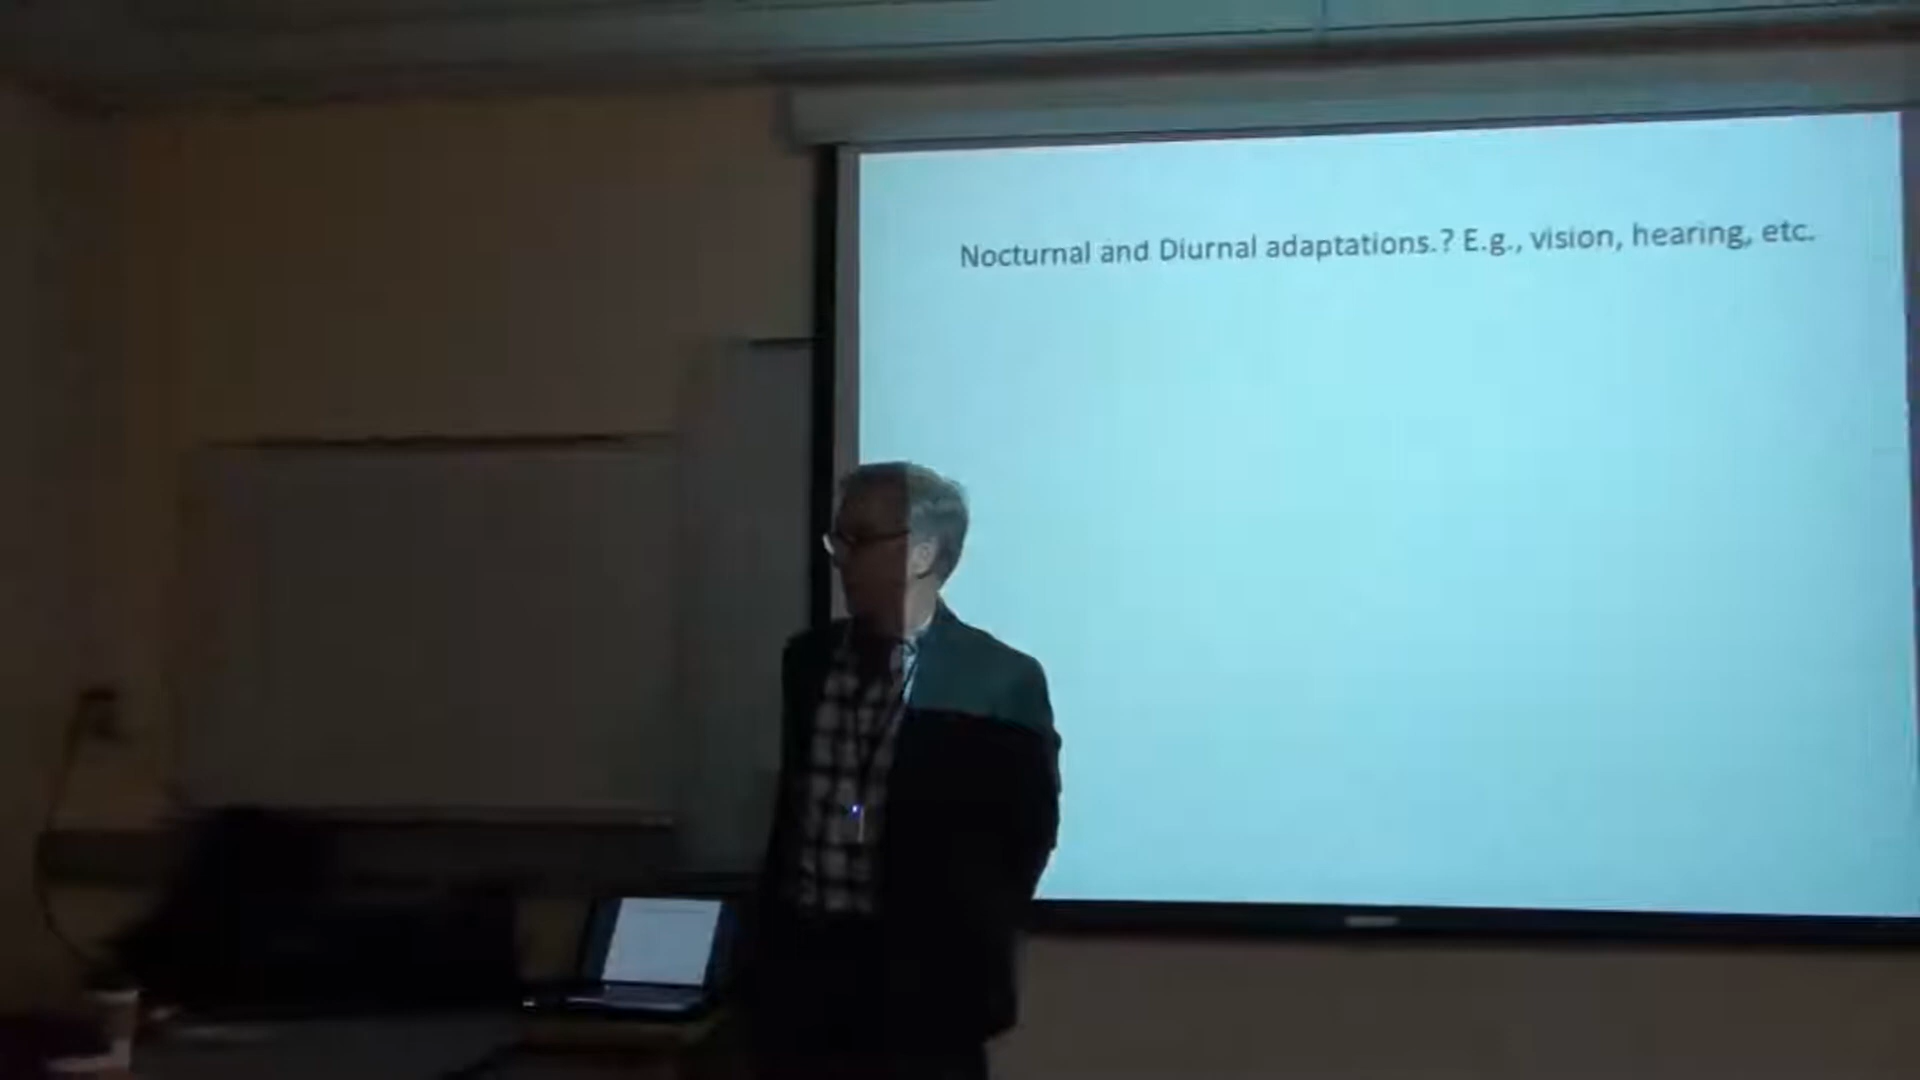 Nocturnal and Diurnal adaptations.? E.g., vision, hearing, etc.